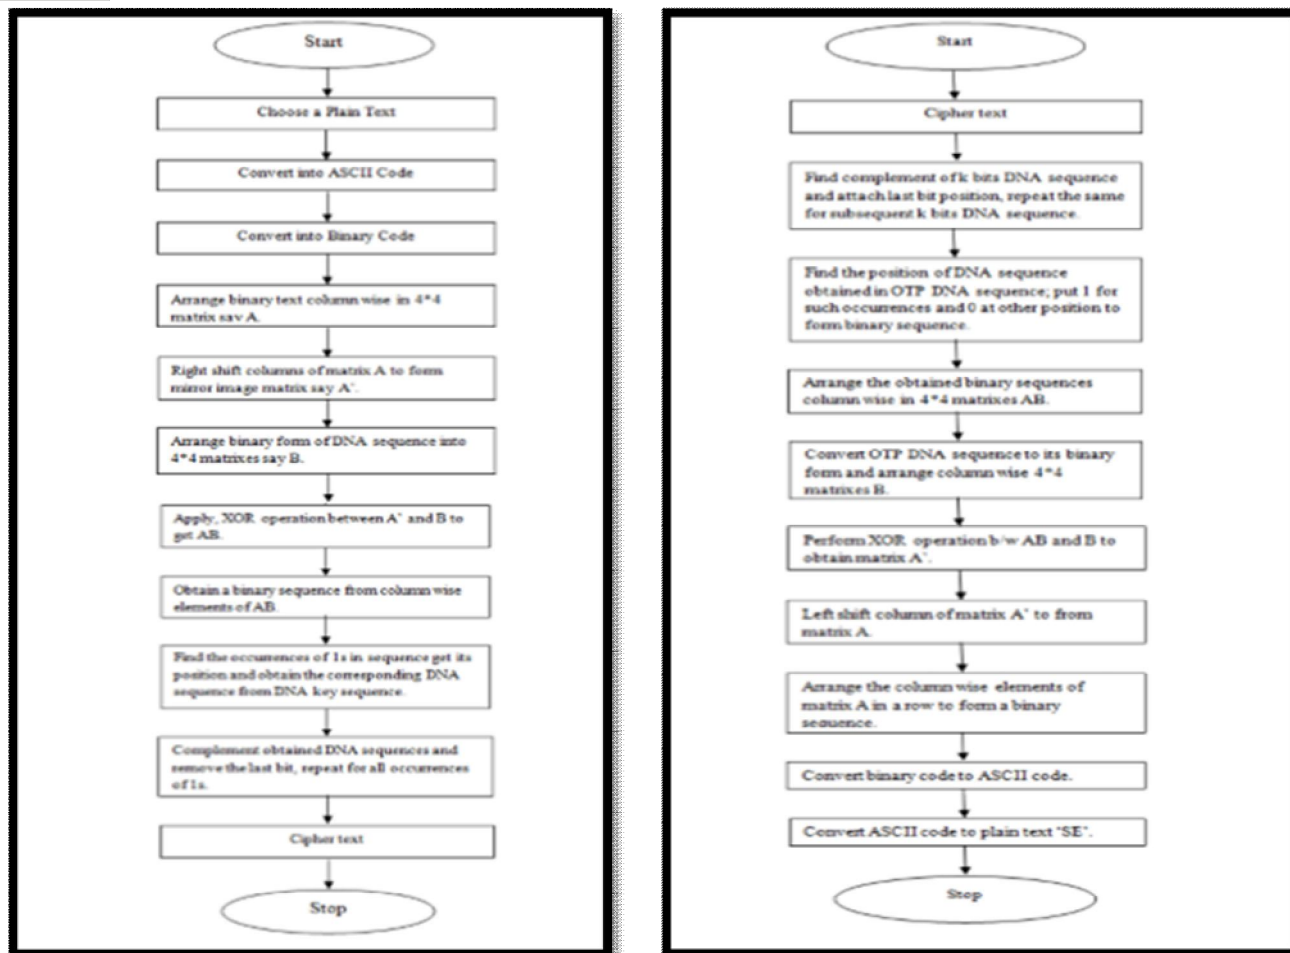 Start
Choose a Plain Text
Convert into ASCII Code
Convert into Binary Code
Arrange binary text column wise in 4*4
matrix say A.
Right shift columns of matrix A to form
mirror image matrix say A’.
Arrange binary form of DNA sequence into
4*4 matrixes say B.
Apply, XOR operation between A’ and B to
get AB.
Obtain a binary sequence from column wise
elements of AB.
Find the occurrences of 1s in sequence get its
position and obtain the corresponding DNA
sequence from DNA key sequence.
Complement obtained DNA sequences and
remove the last bit, repeat for all occurrences
of 1s.
Cipher text
Stop
Start
Cipher text
Find complement of k bits DNA sequence
and attach last bit position, repeat the same
for subsequent k bits DNA sequence.
Find the position of DNA sequence
obtained in OTP DNA sequence; put 1 for
such occurrences and 0 at other position to
form binary sequence.
Arrange the obtained binary sequences
column wise in 4*4 matrixes AB.
Convert OTP DNA sequence to its binary
form and arrange column wise 4*4
matrixes B.
Perform XOR operation b/w AB and B to
obtain matrix A’.
Left shift column of matrix A’ to from
matrix A.
Arrange the column wise elements of
matrix A in a row to form a binary
sequence.
Convert binary code to ASCII code.
Convert ASCII code to plain text ‘SE’.
Stop